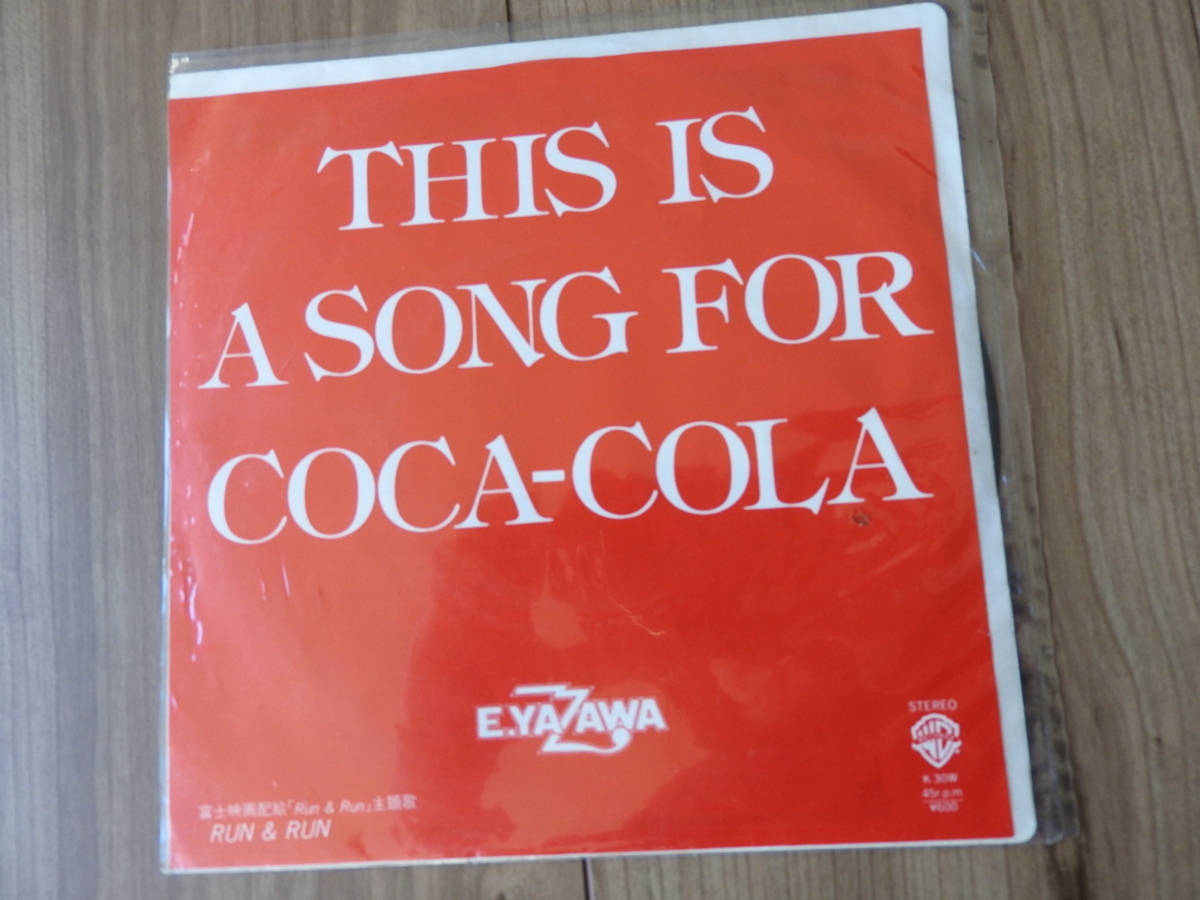 THIS IS
A SONG FOR
COCA-COLA
E.YAZAWA
STEREO
K-30W
45r.p.m
¥600
富士映画配給「Run & Run」主題歌
RUN & RUN